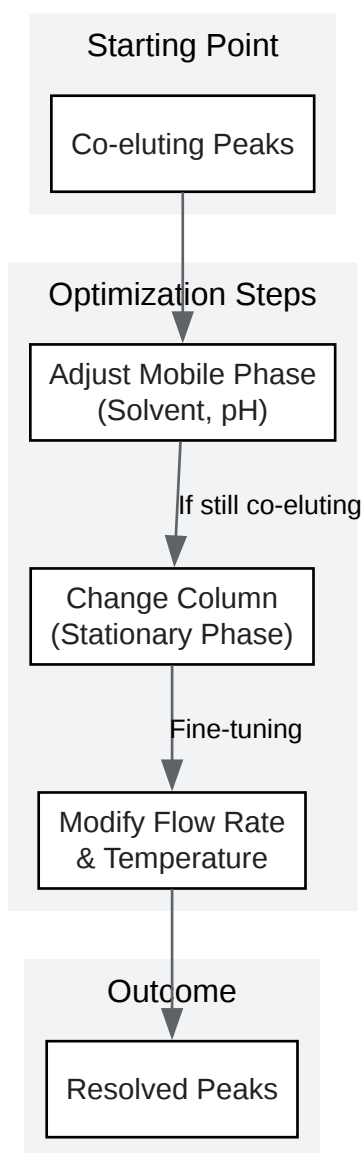 Starting Point
Co-eluting Peaks
Optimization Steps
Adjust Mobile Phase
(Solvent, pH)
If still co-eluting
Change Column
(Stationary Phase)
Fine-tuning
Modify Flow Rate
& Temperature
Outcome
Resolved Peaks